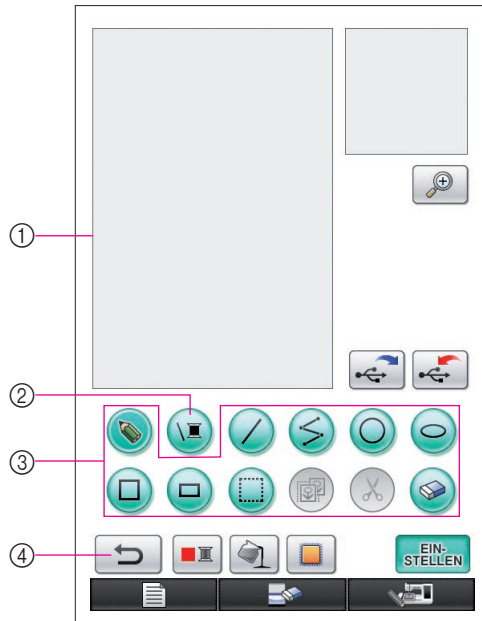 ①
②
③
④
EIN-
STELLEN